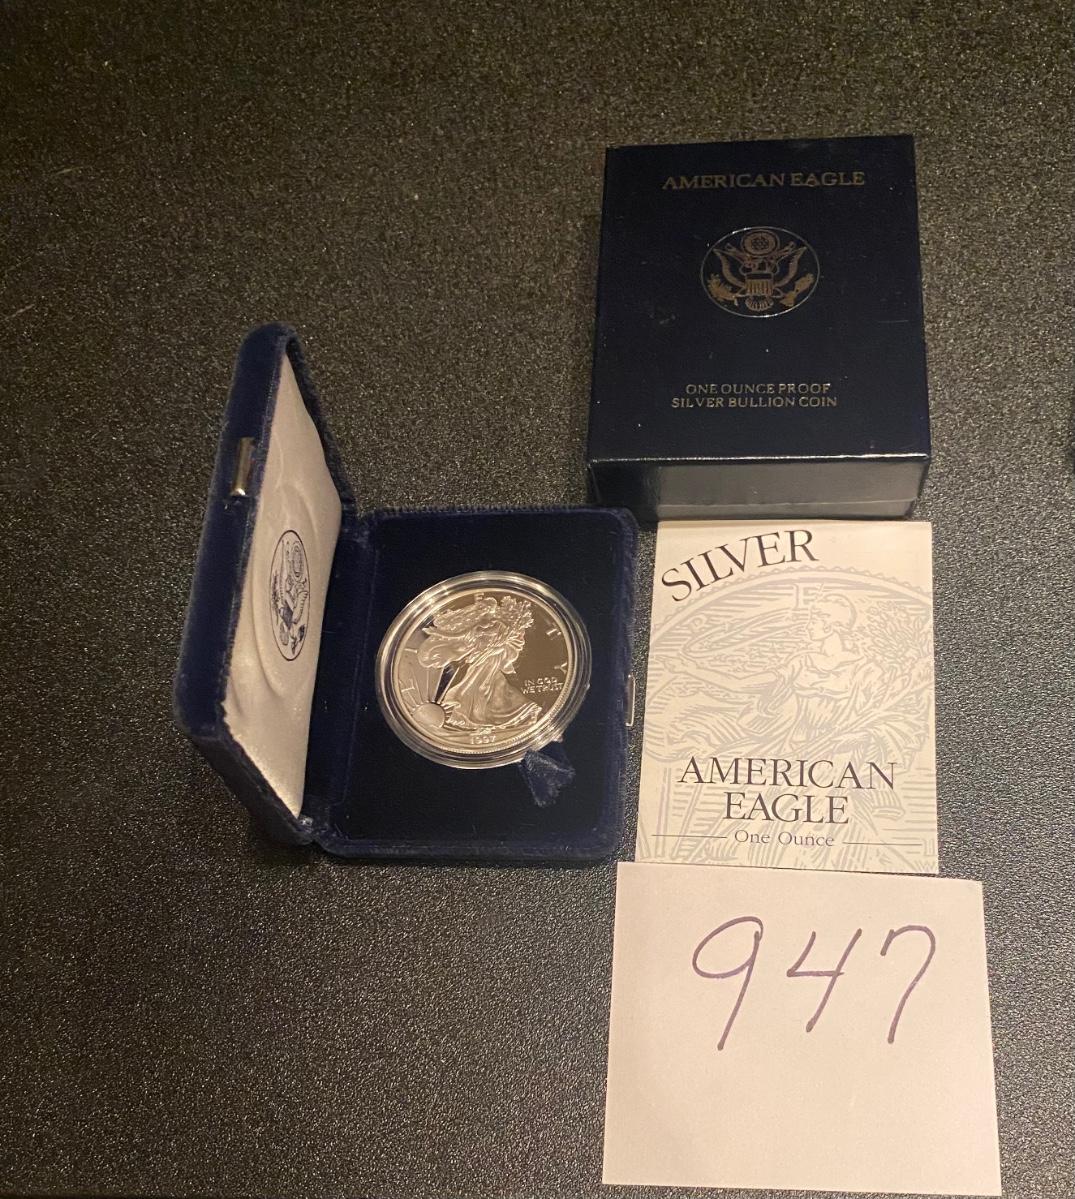 AMERICAN EAGLE
ONE OUNCE PROOF
SILVER BULLION COIN
LIBERTY
IN GOD
WE TRUST
1997
SILVER
AMERICAN
EAGLE
One Ounce
947